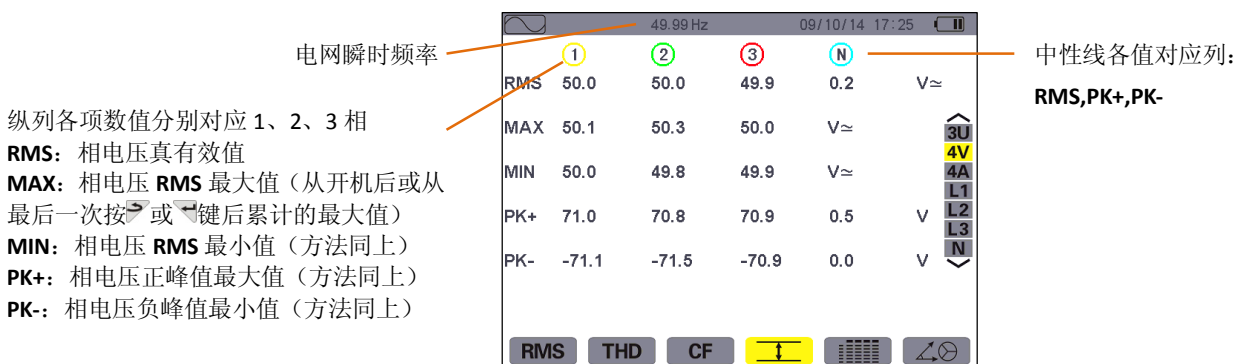 电网瞬时频率
纵列各项数值分别对应 1、2、3 相
RMS：相电压真有效值
MAX：相电压 RMS 最大值（从开机后或从
最后一次按 或 键后累计的最大值）
MIN：相电压 RMS 最小值（方法同上）
PK+：相电压正峰值最大值（方法同上）
PK-：相电压负峰值最小值（方法同上）
49.99 Hz 09/10/14 17:25
1 2 3 N
RMS 50.0 50.0 49.9 0.2 V≃
MAX 50.1 50.3 50.0 V≃
MIN 50.0 49.8 49.9 V≃
PK+ 71.0 70.8 70.9 0.5 V
PK- -71.1 -71.5 -70.9 0.0 V
3U
4V
4A
L1
L2
L3
N
RMS THD CF
中性线各值对应列：
RMS,PK+,PK-